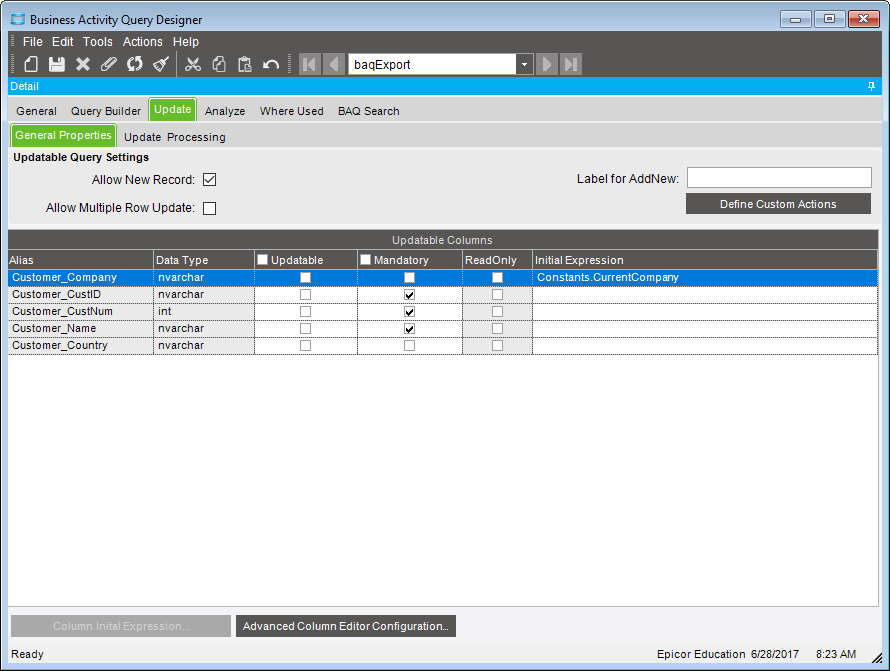 Business Activity Query Designer
File Edit Tools Actions Help
baqExport
Detail
General Query Builder Update Analyze Where Used BAQ Search
General Properties Update Processing
Updatable Query Settings
Allow New Record: Label for AddNew:
Allow Multiple Row Update: Define Custom Actions
Updatable Columns
Alias Data Type Updatable Mandatory ReadOnly Initial Expression
Customer_Company nvarchar Constants.CurrentCompany
Customer_CustID nvarchar
Customer_CustNum int
Customer_Name nvarchar
Customer_Country nvarchar
Column Inital Expression... Advanced Column Editor Configuration...
Ready Epicor Education 6/28/2017 8:23 AM